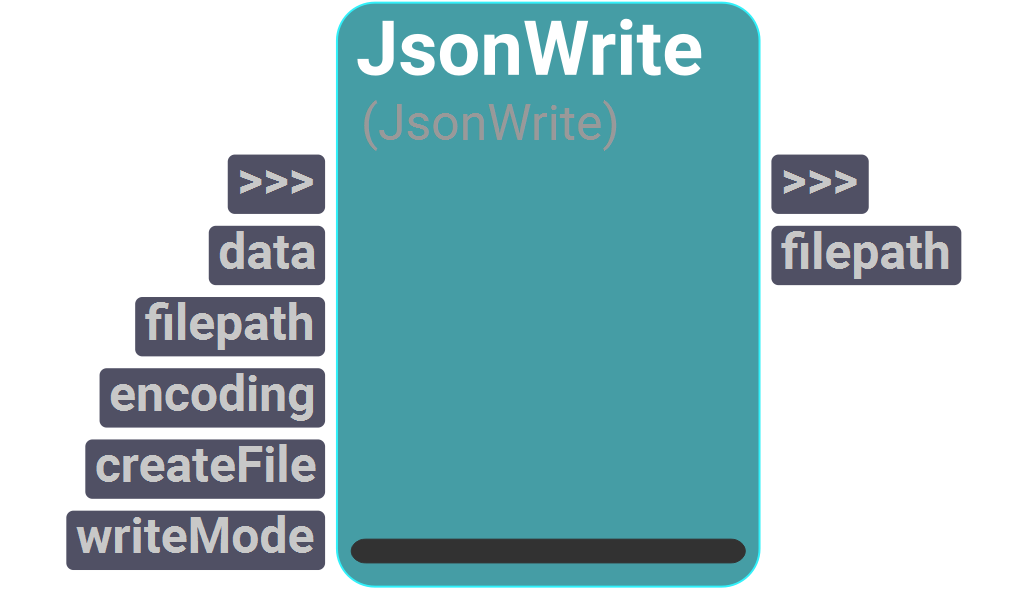 JsonWrite
(JsonWrite)
>>>
>>>
data
filepath
filepath
encoding
createFile
writeMode